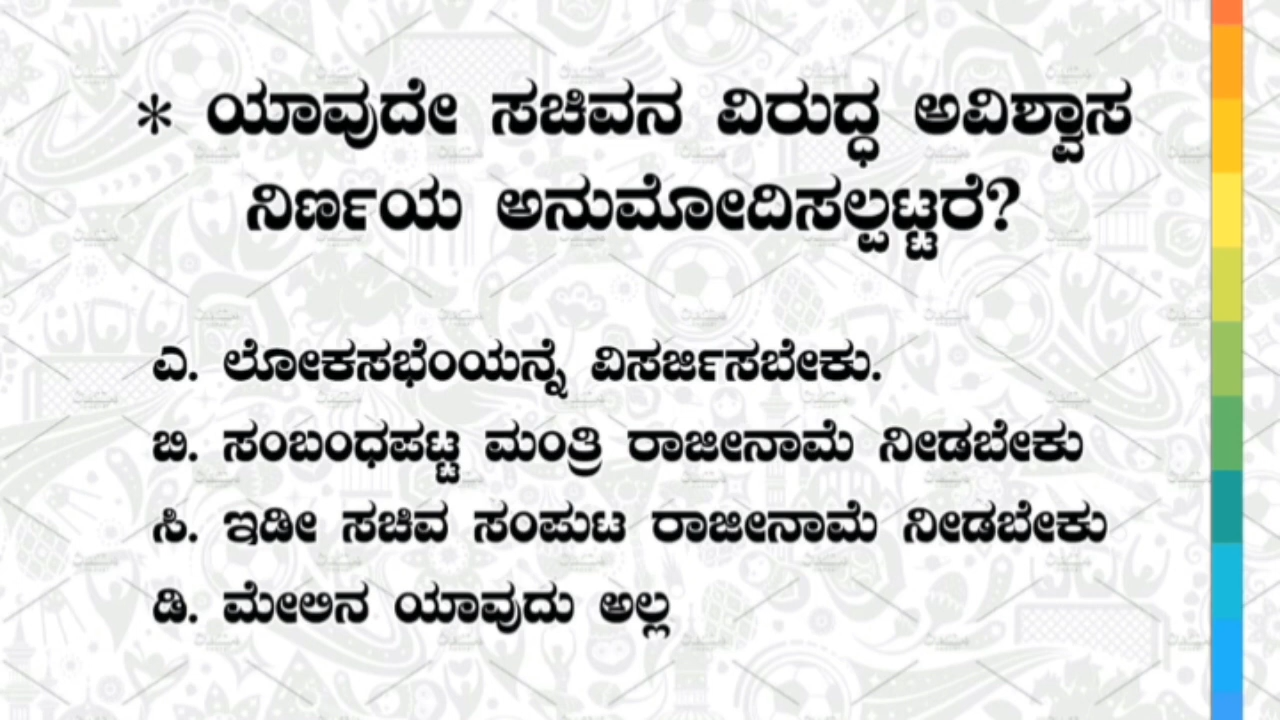 * ಯಾವುದೇ ಸಚಿವನ ವಿರುದ್ಧ ಅವಿಶ್ವಾಸ
ನಿರ್ಣಯ ಅನುಮೋದಿಸಲ್ಪಟ್ಟರೆ?
ಎ. ಲೋಕಸಭೆಂಯನ್ನೆ ವಿಸರ್ಜಿಸಬೇಕು.
ಬಿ. ಸಂಬಂಧಪಟ್ಟ ಮಂತ್ರಿ ರಾಜೀನಾಮೆ ನೀಡಬೇಕು
ಸಿ. ಇಡೀ ಸಚಿವ ಸಂಪುಟ ರಾಜೀನಾಮೆ ನೀಡಬೇಕು
ಡಿ. ಮೇಲಿನ ಯಾವುದು ಅಲ್ಲ